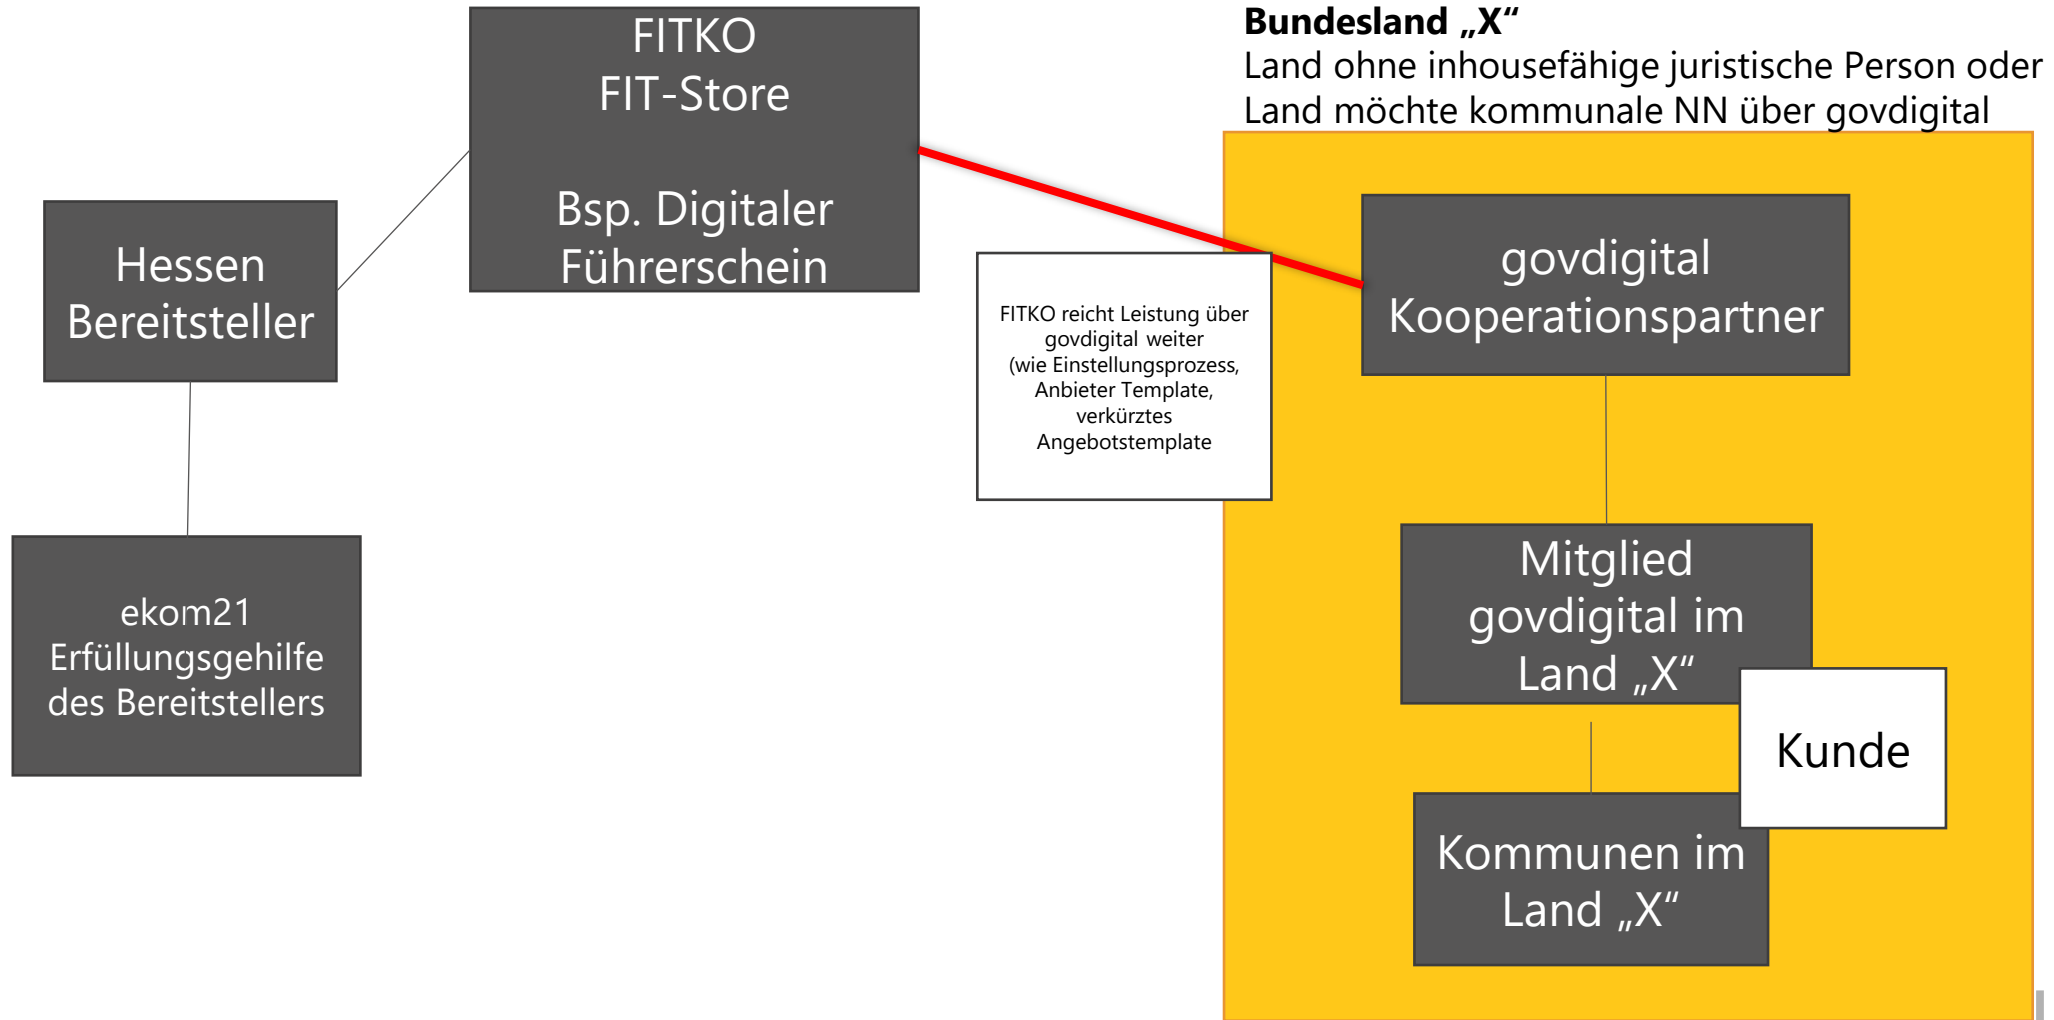 FITKO
FIT-Store
Bsp. Digitaler
Führerschein
Bundesland „X“
Land ohne inhousefähige juristische Person oder
Land möchte kommunale NN über govdigital
Hessen
Bereitsteller
govdigital
Kooperationspartner
FITKO reicht Leistung über
govdigital weiter
(wie Einstellungsprozess,
Anbieter Template,
verkürztes
Angebotstemplate
ekom21
Erfüllungsgehilfe
des Bereitstellers
Mitglied
govdigital im
Land „X“
Kunde
Kommunen im
Land „X“